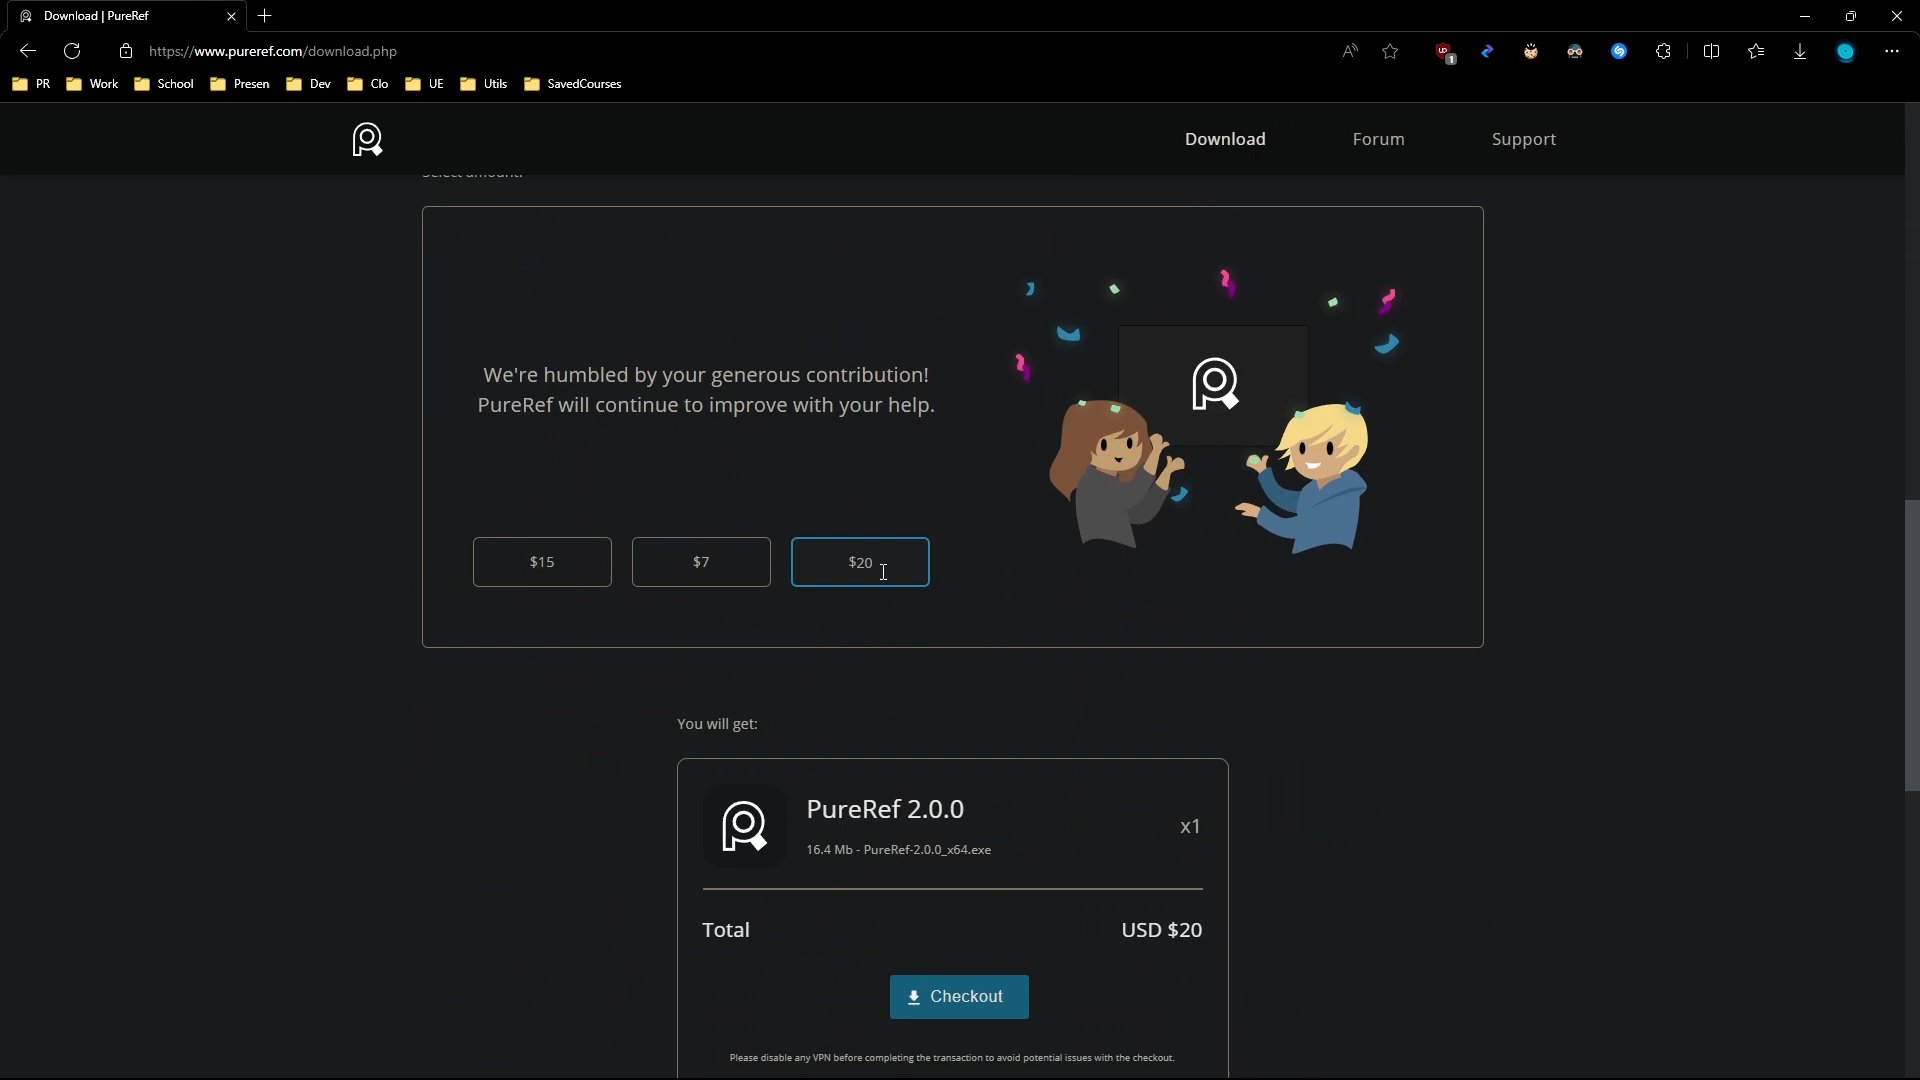 Download | PureRef
https://www.pureref.com/download.php
1
PR Work School Presen Dev Clo UE Utils SavedCourses
Download Forum Support
Select amount:
We're humbled by your generous contribution!
PureRef will continue to improve with your help.
$15 $7 $20
You will get:
PureRef 2.0.0
x1
16.4 Mb - PureRef-2.0.0_x64.exe
Total USD $20
Checkout
Please disable any VPN before completing the transaction to avoid potential issues with the checkout.